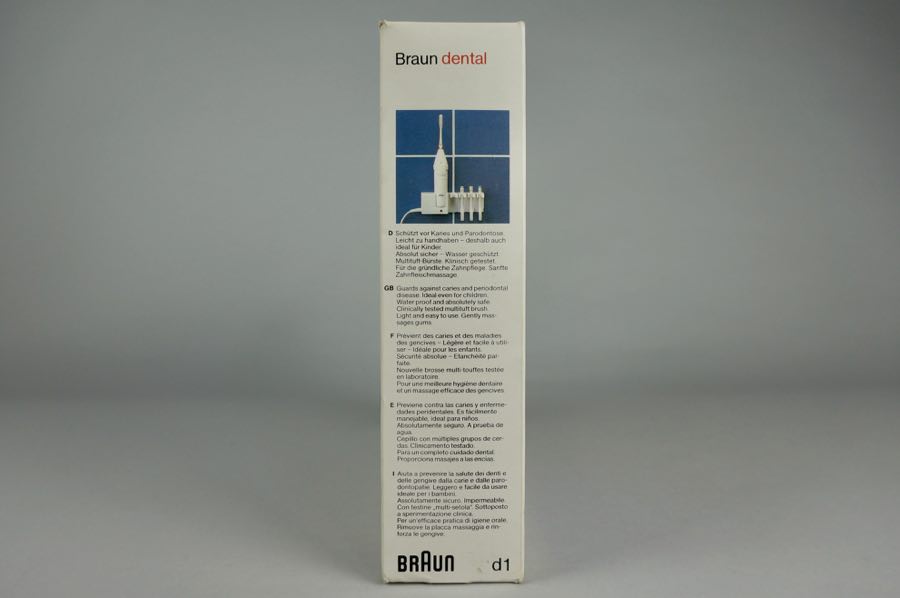 Braun dental
D Schützt vor Karies und Parodontose.
Leicht zu handhaben – deshalb auch
ideal für Kinder.
Absolut sicher – Wasser geschützt.
Multituft-Bürste. Klinisch getestet.
Für die gründliche Zahnpflege. Sanfte
Zahnfleischmassage.
GB Guards against caries and periodontal
disease. Ideal even for children.
Water proof and absolutely safe.
Clinically tested multituft brush.
Light and easy to use. Gently mas-
sages gums.
F Prévient des caries et des maladies
des gencives – Légère et facile à utili-
ser – Idéale pour les enfants.
Sécurité absolue – Etanchéité par-
faite.
Nouvelle brosse multi-touffes testée
en laboratoire.
Pour une meilleure hygiène dentaire
et un massage efficace des gencives.
E Previene contra las caries y enferme-
dades peridentales. Es facilmente
manejable, ideal para niños.
Absolutamente seguro. A prueba de
agua.
Cepillo con múltiples grupos de cer-
das. Clinicamento testado.
Para un completo cuidado dental.
Proporciona masajes a las encias.
I Aiuta a prevenire la salute dei denti e
delle gengive dalla carie e dalle paro-
dontopatie. Leggero e facile da usare
ideale per i bambini.
Assolutamente sicuro. Impermeabile.
Con testine „multi-setola“. Sottoposto
a sperimentazione clinica.
Per un'efficace pratica di igiene orale.
Rimuove la placca massaggia e rin-
forza le gengive.
BRAUN d1